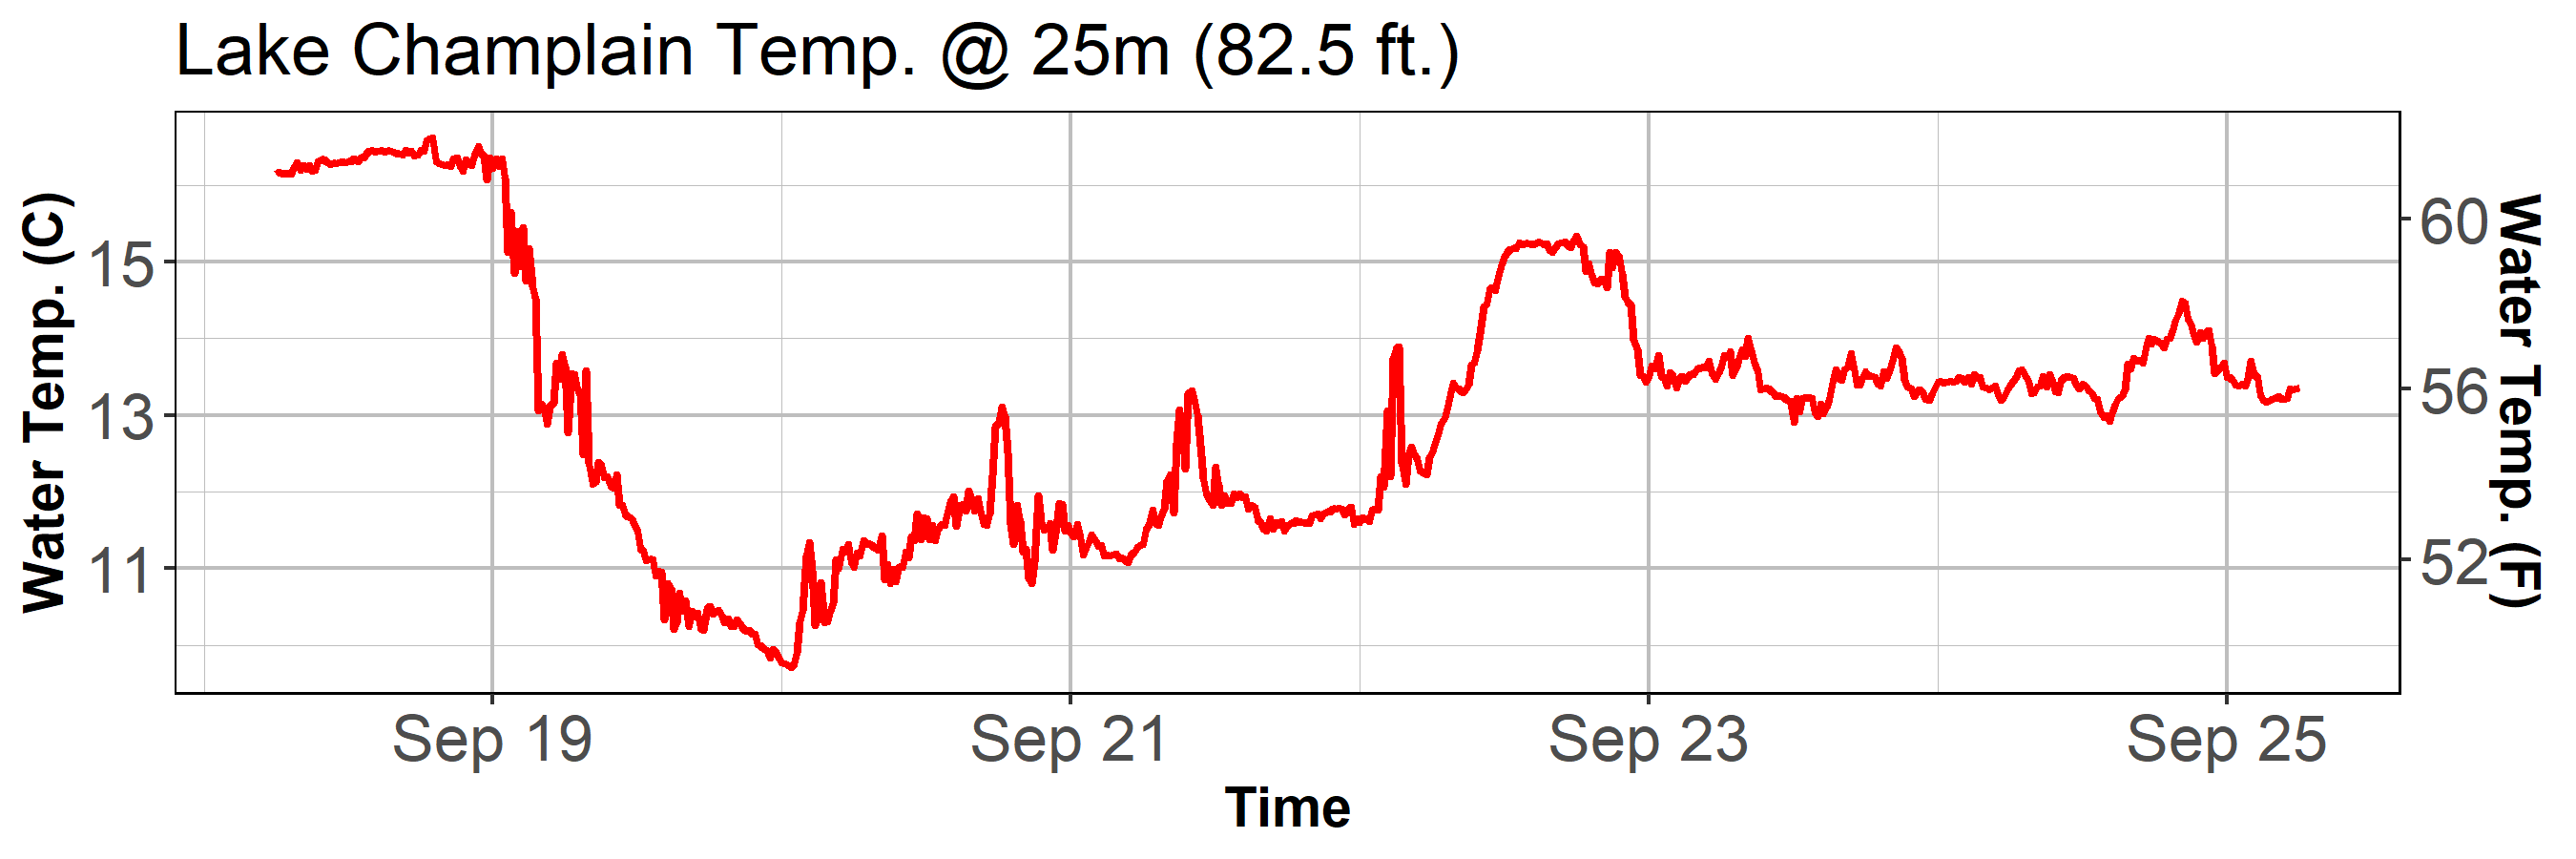 Lake Champlain Temp. @ 25m (82.5 ft.)
Water Temp. (C)
15
13
11
60
56
52
Water Temp. (F)
Sep 19
Sep 21
Sep 23
Sep 25
Time